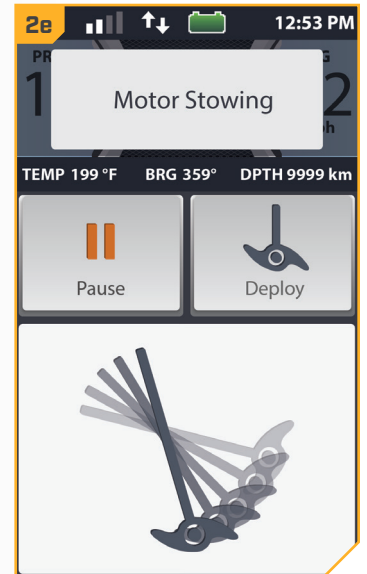 2e
12:53 PM
Motor Stowing
TEMP 199 °F BRG 359° DPTH 9999 km
Pause
Deploy